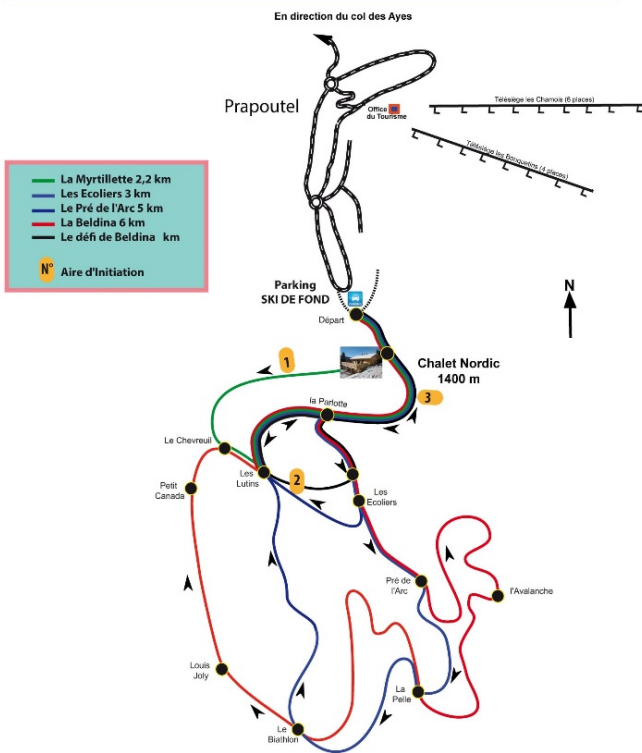 En direction du col des Ayes
Prapoutel
Office
du Tourisme
Télésiège les Chamois (6 places)
Télésiège les Bouquetins (4 places)
La Myrtillette 2,2 km
Les Ecoliers 3 km
Le Pré de l'Arc 5 km
La Beldina 6 km
Le défi de Beldina km
N° Aire d'Initiation
Parking
SKI DE FOND
N
Départ
Chalet Nordic
1400 m
1
3
la Parlotte
Le Chevreuil
Les
Lutins
2
Petit
Canada
Les
Ecoliers
Pré de
l'Arc
l'Avalanche
Louis
Joly
La
Pelle
Le
Biathlon